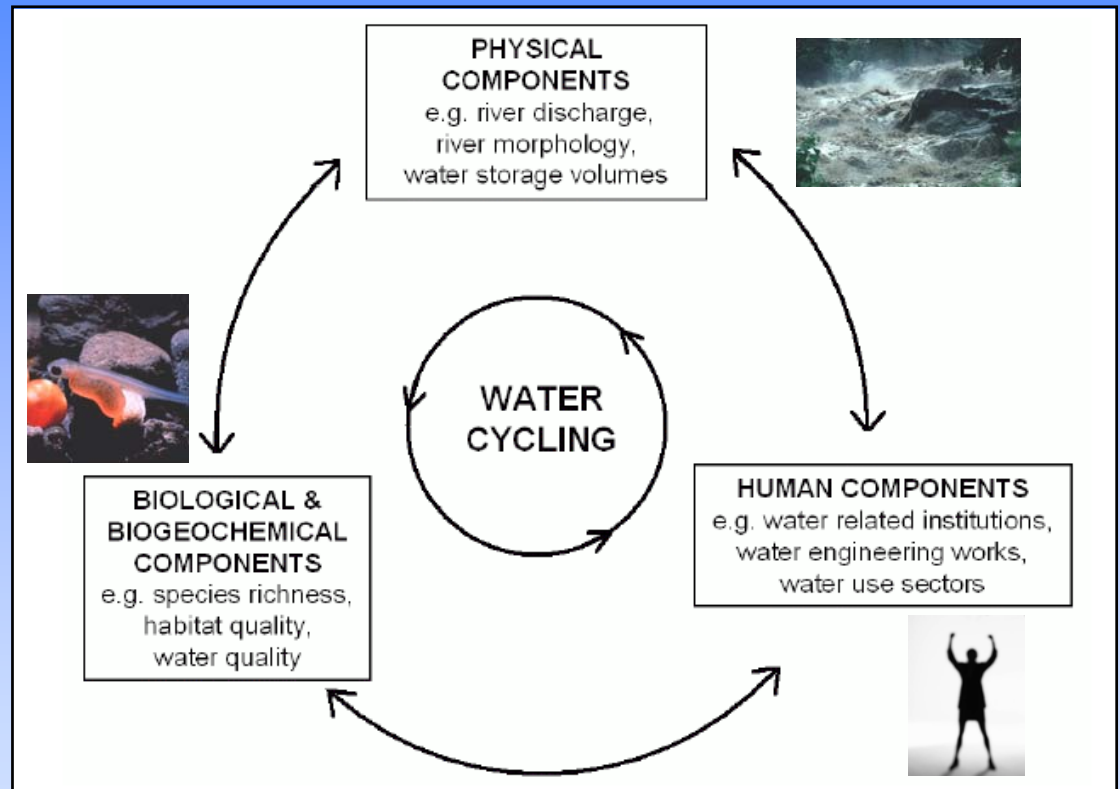 PHYSICAL
COMPONENTS
e.g. river discharge,
river morphology,
water storage volumes
WATER
CYCLING
BIOLOGICAL &
BIOGEOCHEMICAL
COMPONENTS
e.g. species richness,
habitat quality,
water quality
HUMAN COMPONENTS
e.g. water related institutions,
water engineering works,
water use sectors